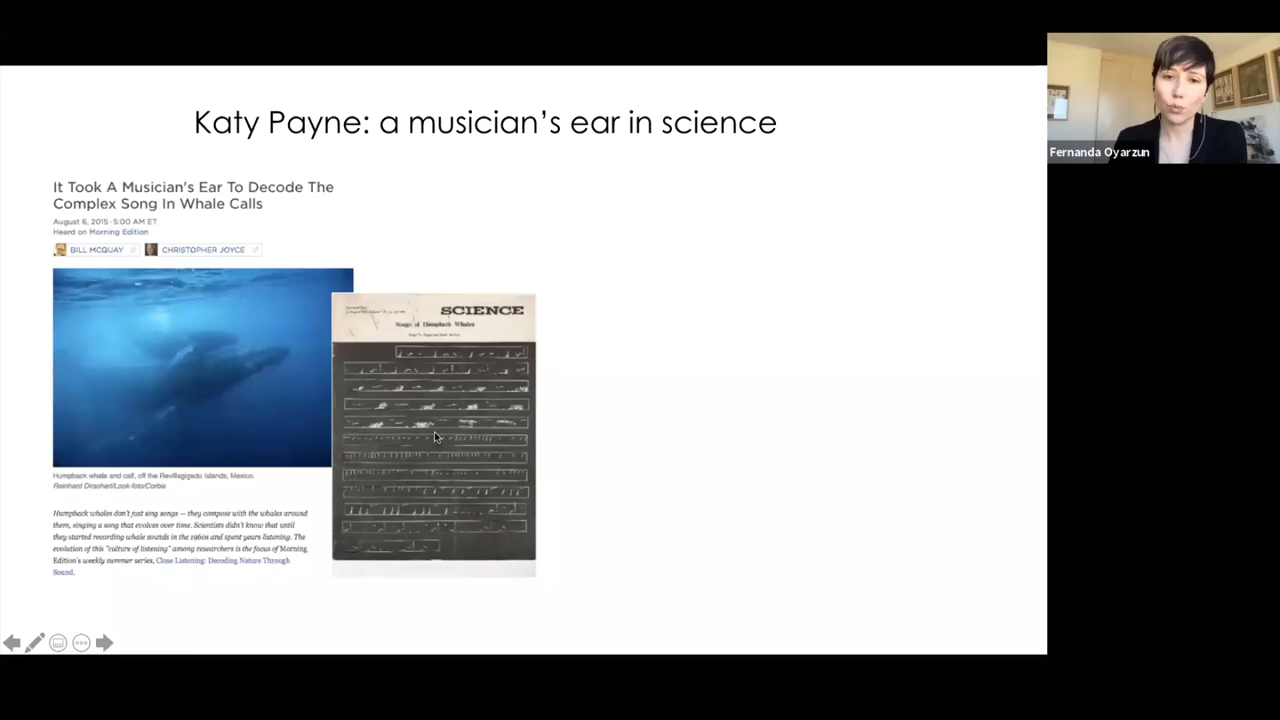 Katy Payne: a musician's ear in science
Fernanda Oyarzun
It Took A Musician's Ear To Decode The
Complex Song In Whale Calls
August 6, 2015 · 5:00 AM ET
Heard on Morning Edition
BILL MCQUAY CHRISTOPHER JOYCE
SCIENCE
Songs of Humpback Whales
Humpback whale and calf, off the Revillagigedo Islands, Mexico.
Reinhard Dirscherl/Look-foto/Corbis
Humpback whales don't just sing songs — they compose with the whales around
them, singing a song that evolves over time. Scientists didn't know that until
they started recording whale sounds in the 1960s and spent years listening. The
evolution of this "culture of listening" among researchers is the focus of Morning
Edition's weekly summer series, Close Listening: Decoding Nature Through
Sound.